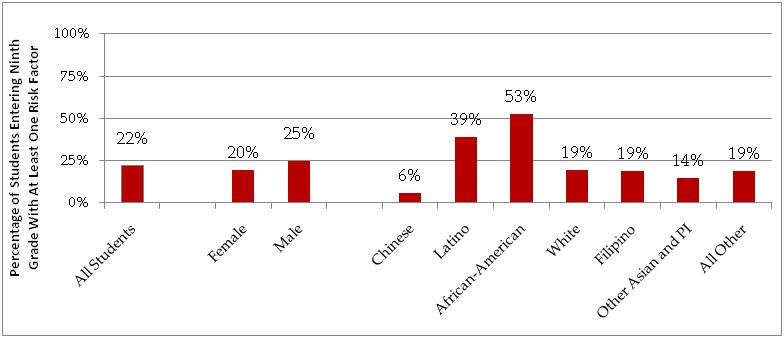 Percentage of Students Entering Ninth
Grade With At Least One Risk Factor
100%
75%
50%
25%
0%
22%
20%
25%
6%
39%
53%
19%
19%
14%
19%
All Students
Female
Male
Chinese
Latino
African-American
White
Filipino
Other Asian and PI
All Other